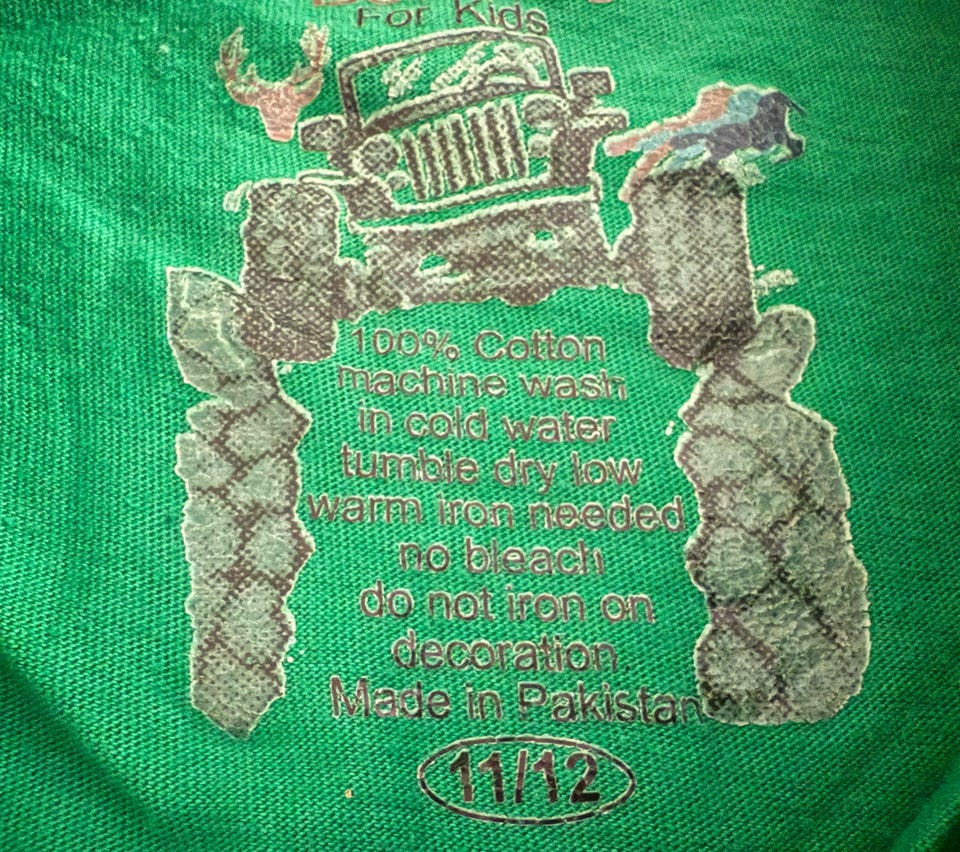 For Kids
100% Cotton
machine wash
in cold water
tumble dry low
warm iron needed
no bleach
do not iron on
decoration
Made in Pakistan
11/12